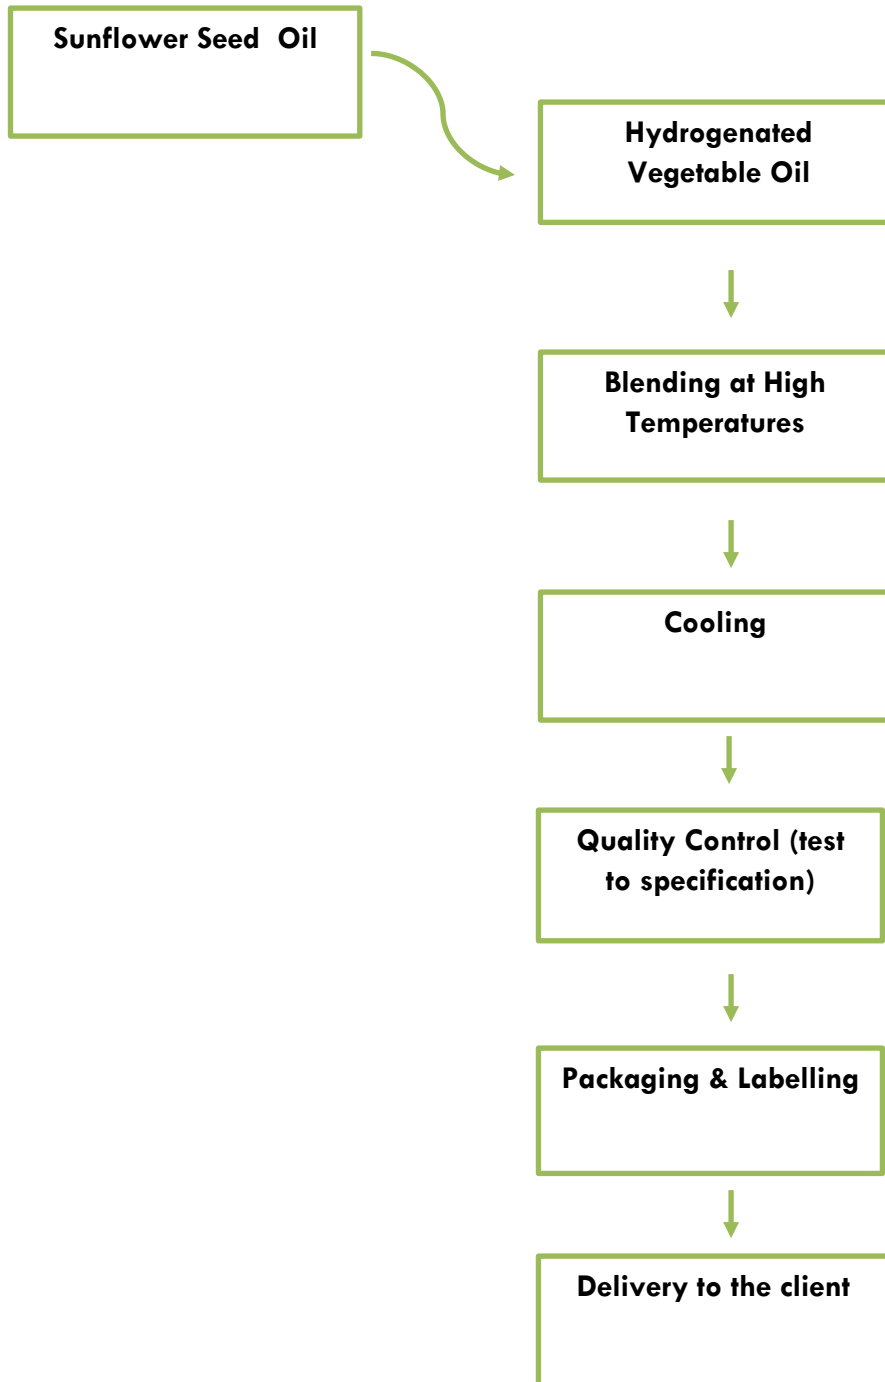 Sunflower Seed  Oil
Hydrogenated
Vegetable Oil
Blending at High
Temperatures
Cooling
Quality Control (test
to specification)
Packaging & Labelling
Delivery to the client